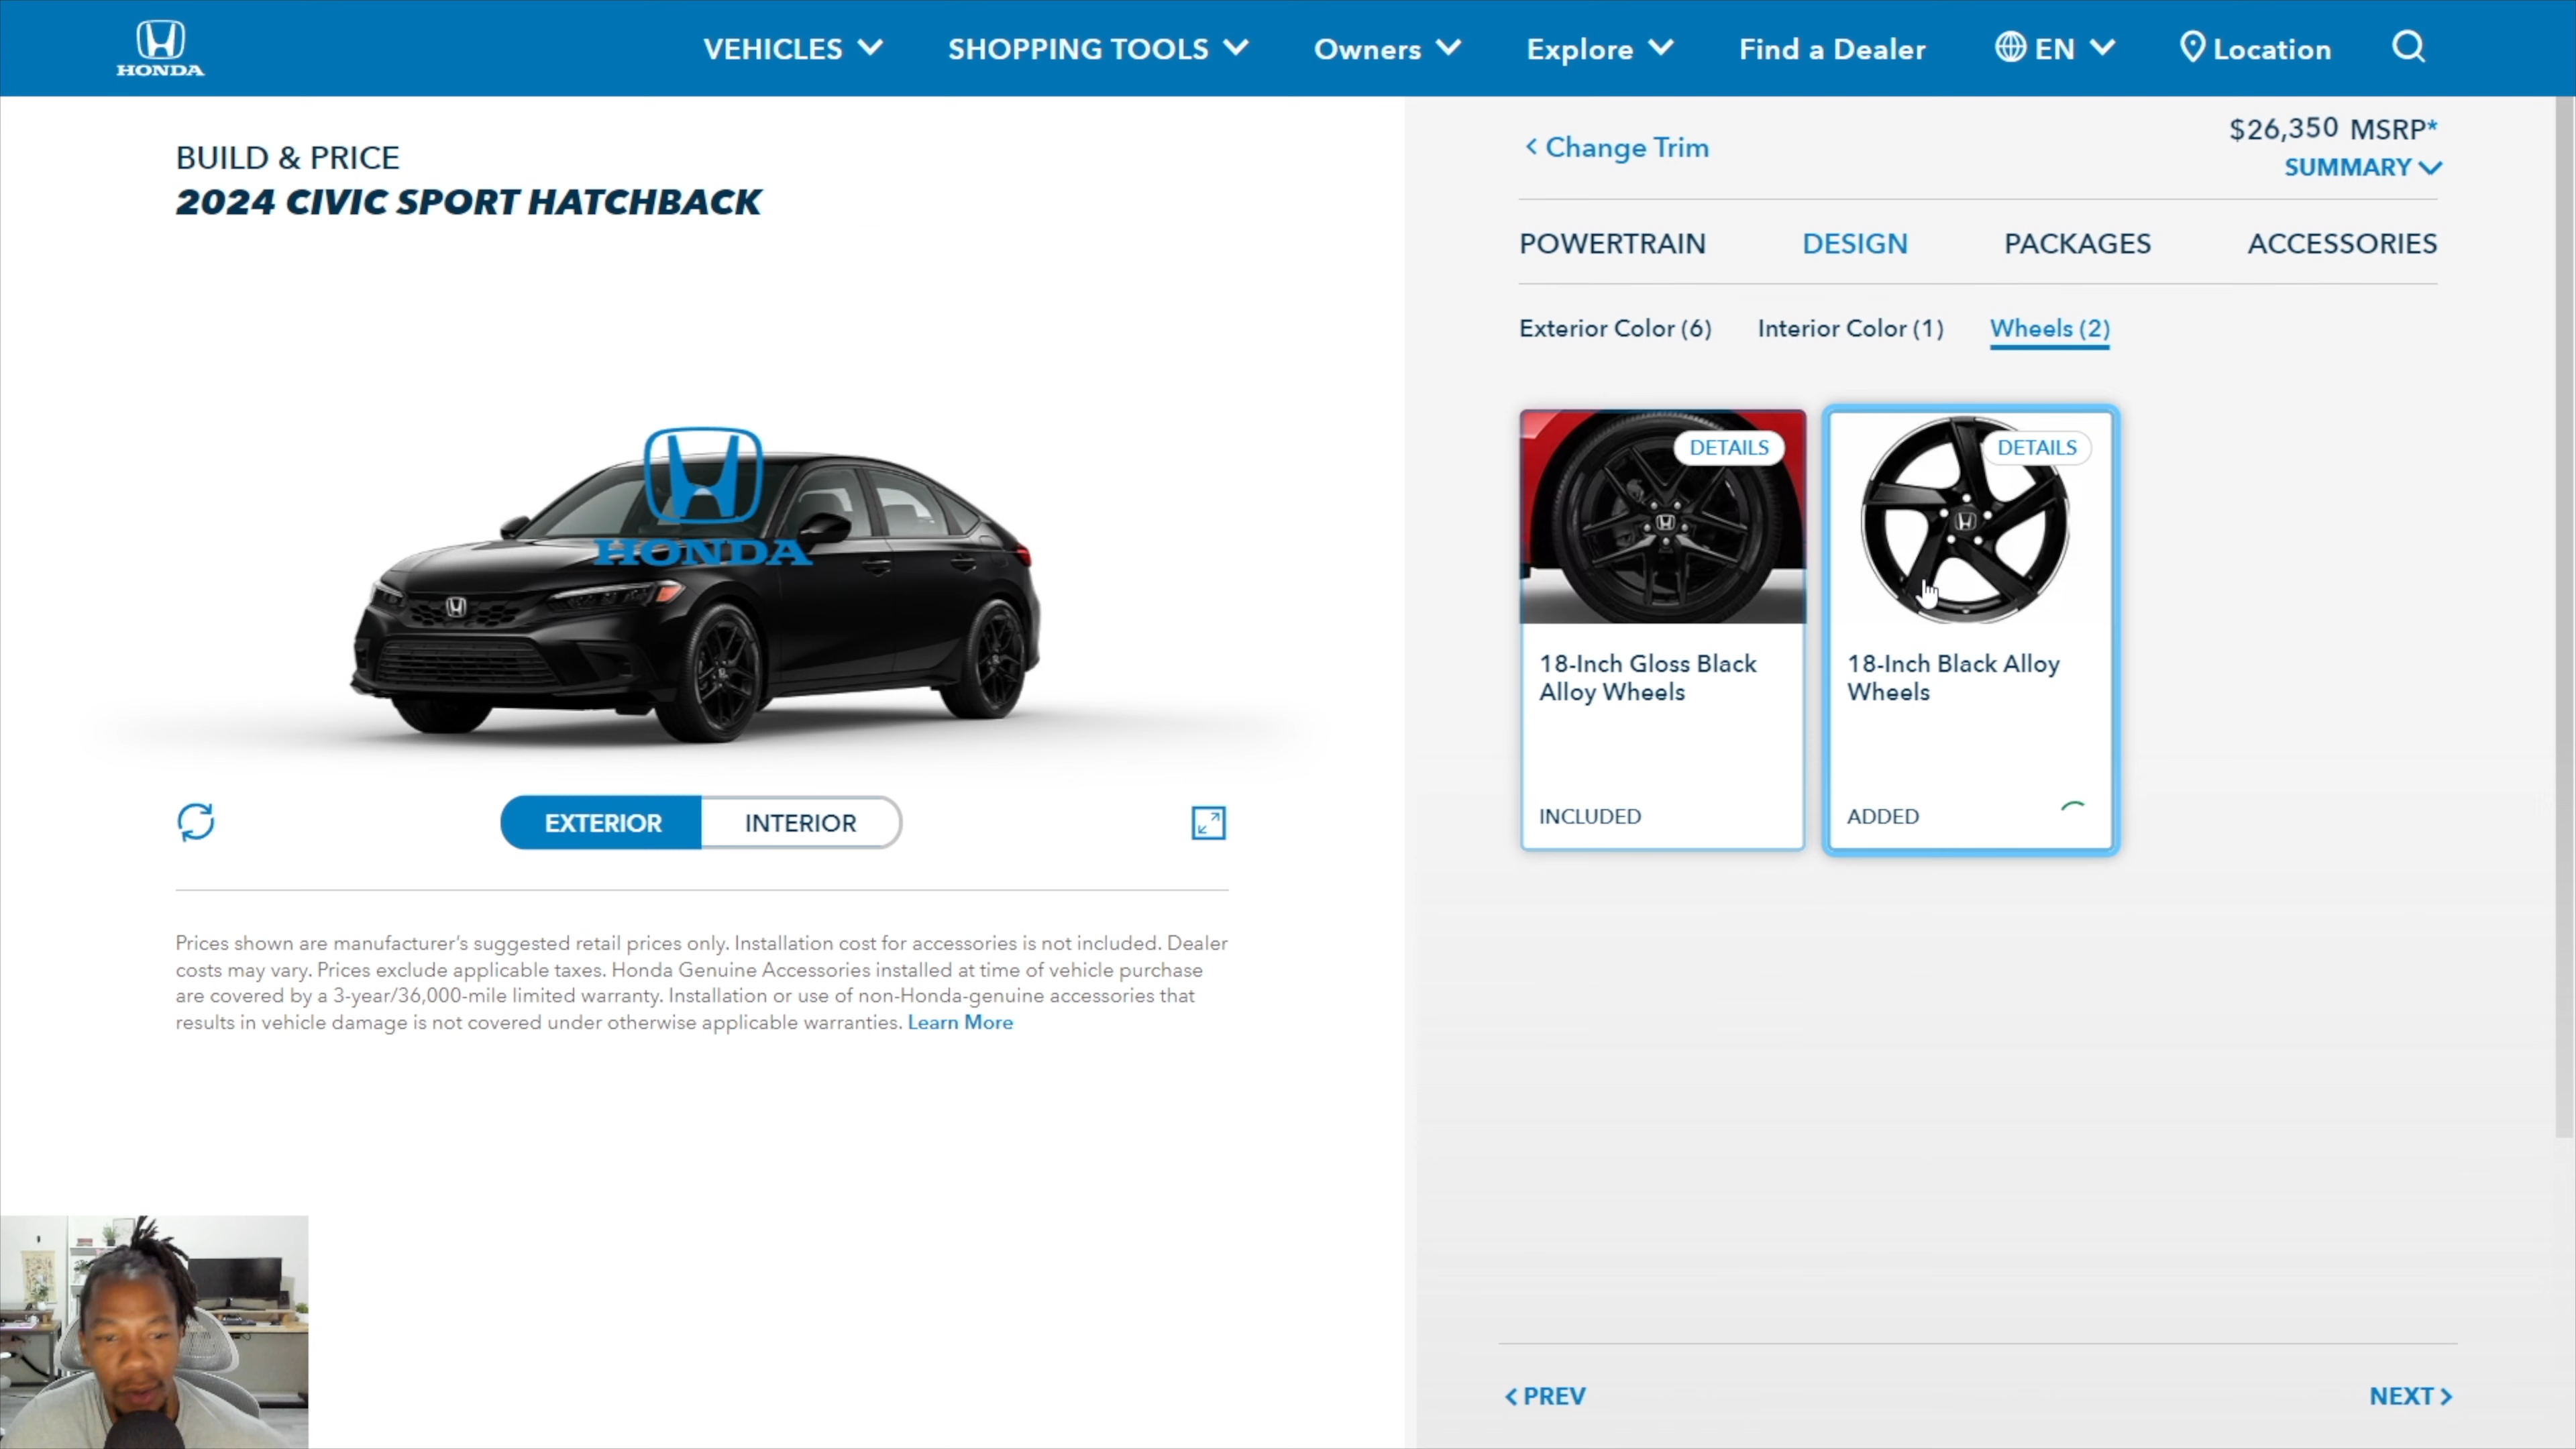 HONDA
VEHICLES
SHOPPING TOOLS
Owners
Explore
Find a Dealer
EN
Location
BUILD & PRICE
2024 CIVIC SPORT HATCHBACK
HONDA
EXTERIOR
INTERIOR
Prices shown are manufacturer's suggested retail prices only. Installation cost for accessories is not included. Dealer
costs may vary. Prices exclude applicable taxes. Honda Genuine Accessories installed at time of vehicle purchase
are covered by a 3-year/36,000-mile limited warranty. Installation or use of non-Honda-genuine accessories that
results in vehicle damage is not covered under otherwise applicable warranties. Learn More
< Change Trim
$26,350 MSRP*
SUMMARY
POWERTRAIN
DESIGN
PACKAGES
ACCESSORIES
Exterior Color (6)
Interior Color (1)
Wheels (2)
DETAILS
18-Inch Gloss Black
Alloy Wheels
INCLUDED
DETAILS
18-Inch Black Alloy
Wheels
ADDED
< PREV
NEXT >